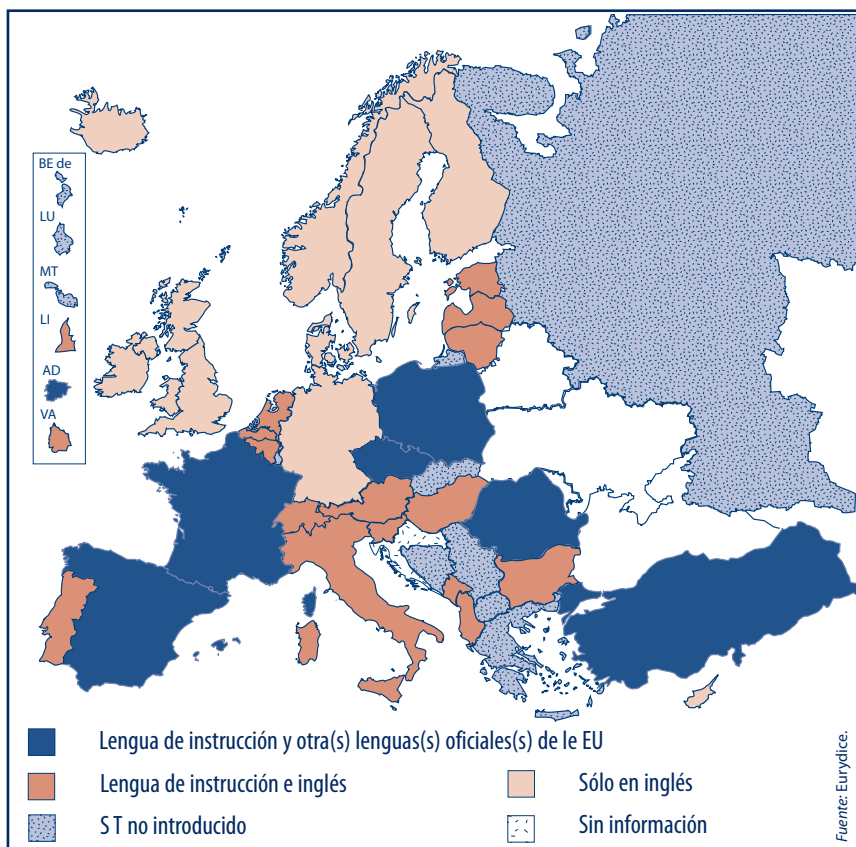 BE de
LU
MT
LI
AD
VA
Lengua de instrucción y otra(s) lenguas(s) oficiales(s) de le EU
Lengua de instrucción e inglés
Sólo en inglés
S T no introducido
Sin información
Fuente: Eurydice.